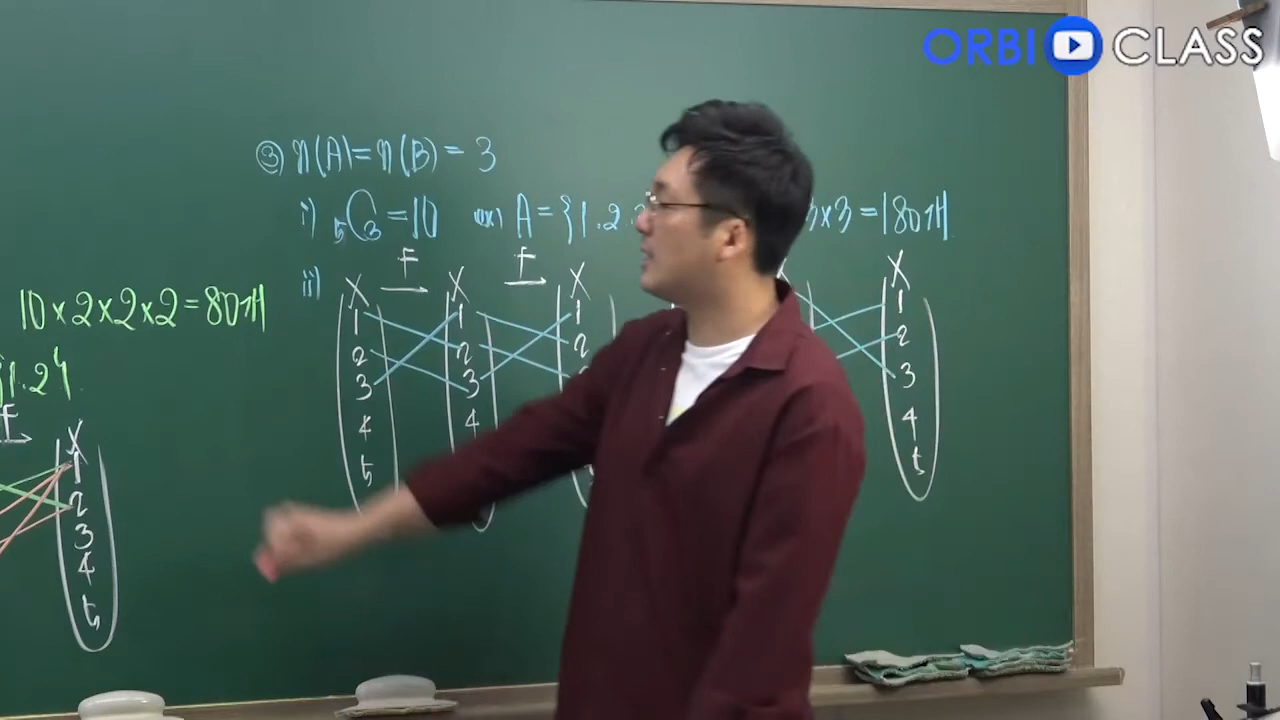 ORBI CLASS
③ n(A)=n(B)=3
i) ₅C₃=10 ex) A={1.2
3×3=180개
ii)
X f X f X X
1 1 1 1
2 2 2 2
3 3 3
4 4 4
5 5
10×2×2×2=80개
{1.2}
f X
1
2
3
4
5